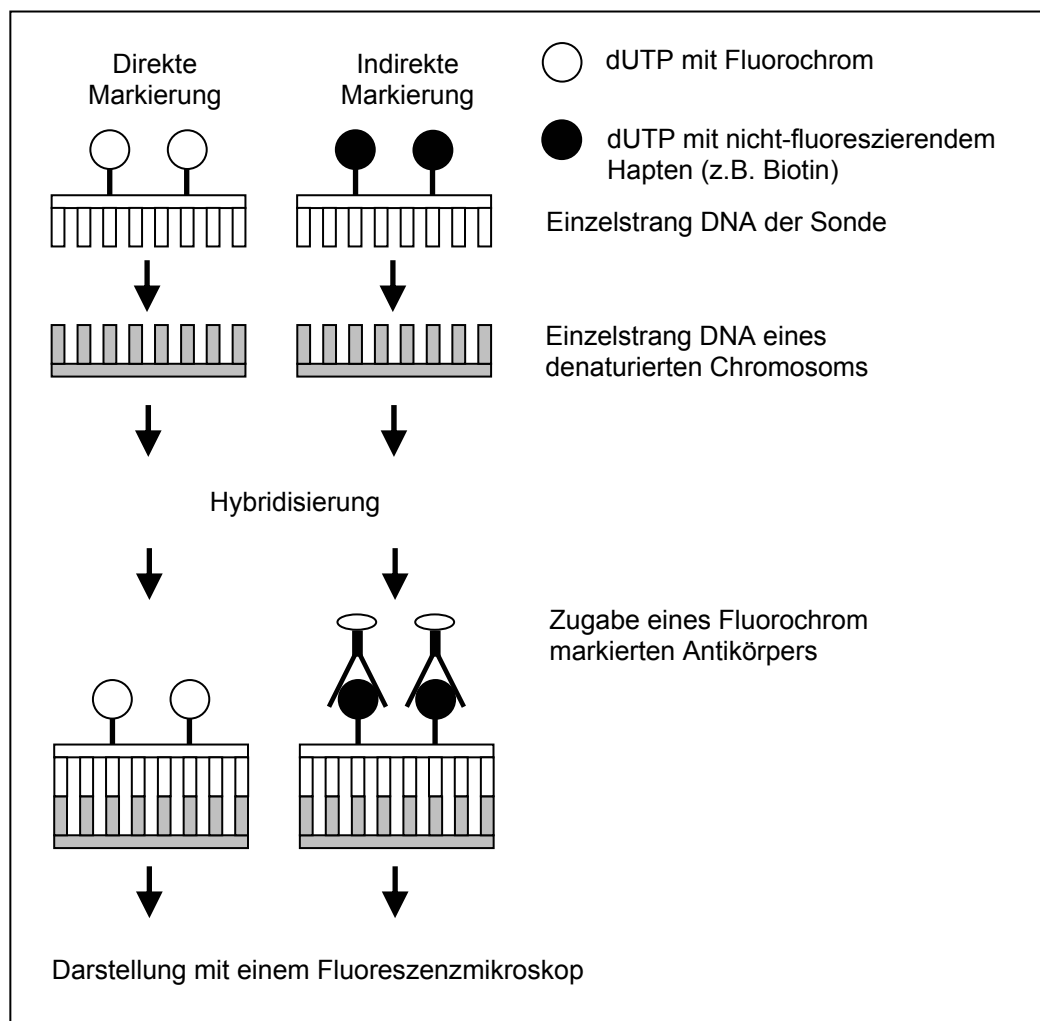 Direkte
Markierung
Indirekte
Markierung
dUTP mit Fluorochrom
dUTP mit nicht-fluoreszierendem
Hapten (z.B. Biotin)
Einzelstrang DNA der Sonde
Einzelstrang DNA eines
denaturierten Chromosoms
Hybridisierung
Zugabe eines Fluorochrom
markierten Antikörpers
Darstellung mit einem Fluoreszenzmikroskop